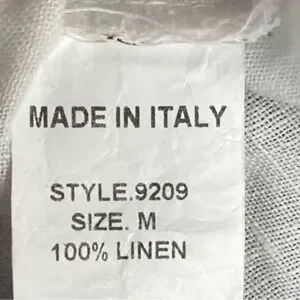 MADE IN ITALY
STYLE.9209
SIZE. M
100% LINEN